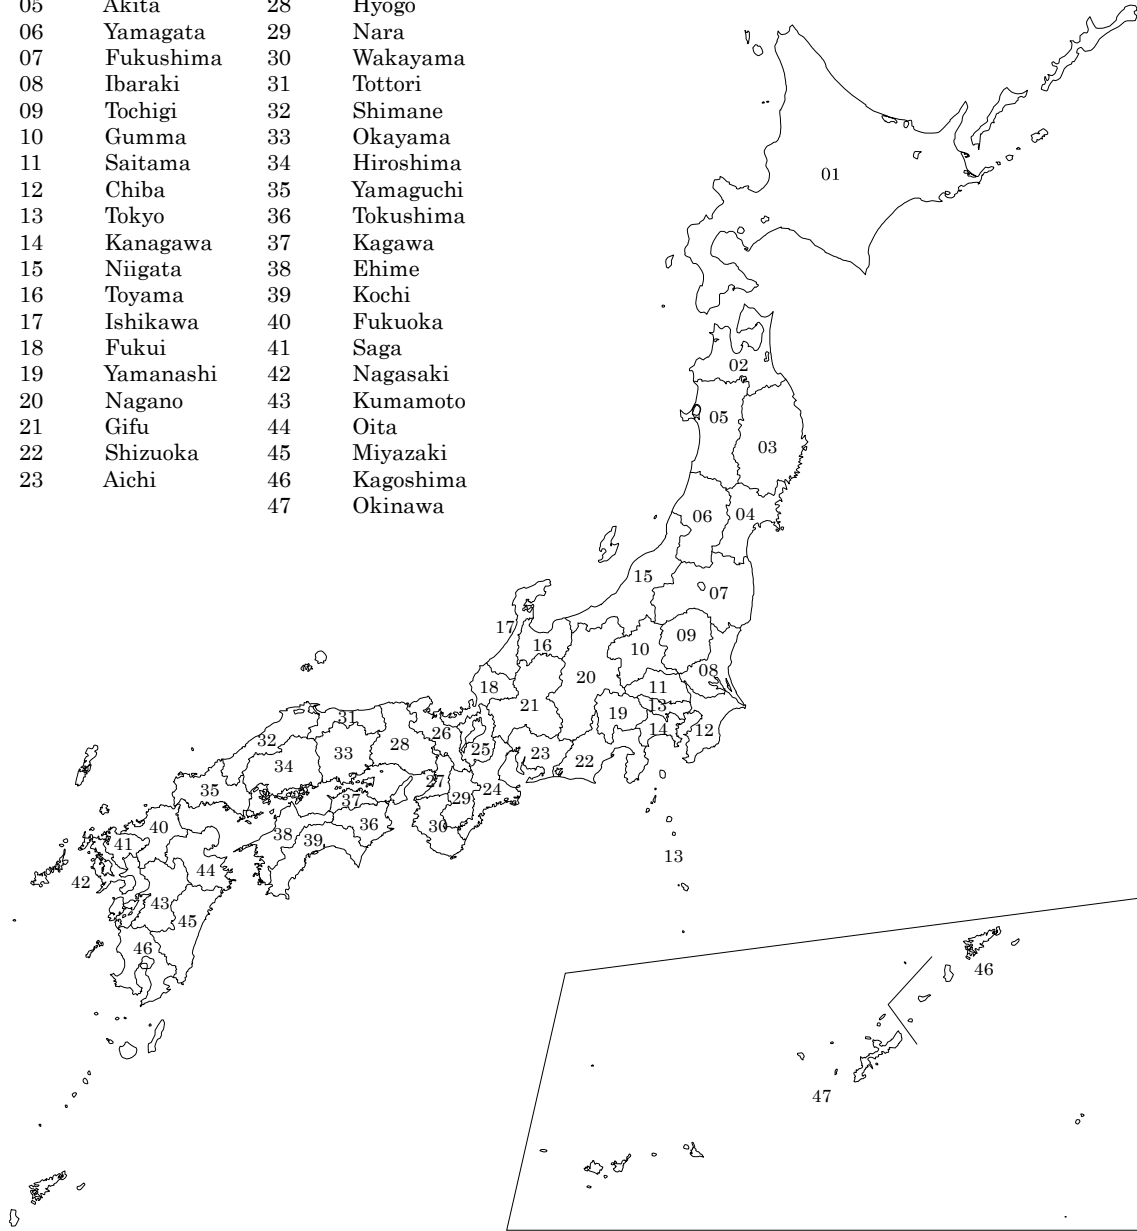 05 Akita 28 Hyogo
06 Yamagata 29 Nara
07 Fukushima 30 Wakayama
08 Ibaraki 31 Tottori
09 Tochigi 32 Shimane
10 Gumma 33 Okayama
11 Saitama 34 Hiroshima
12 Chiba 35 Yamaguchi
13 Tokyo 36 Tokushima
14 Kanagawa 37 Kagawa
15 Niigata 38 Ehime
16 Toyama 39 Kochi
17 Ishikawa 40 Fukuoka
18 Fukui 41 Saga
19 Yamanashi 42 Nagasaki
20 Nagano 43 Kumamoto
21 Gifu 44 Oita
22 Shizuoka 45 Miyazaki
23 Aichi 46 Kagoshima
47 Okinawa
01
02
05
03
06
04
15
07
17
16
10
09
20
08
18
11
21
13
19
31
14
12
26
32
28
33
25
23
22
34
27
24
35
37
29
40
36
30
38
39
41
13
44
42
43
45
46
46
47